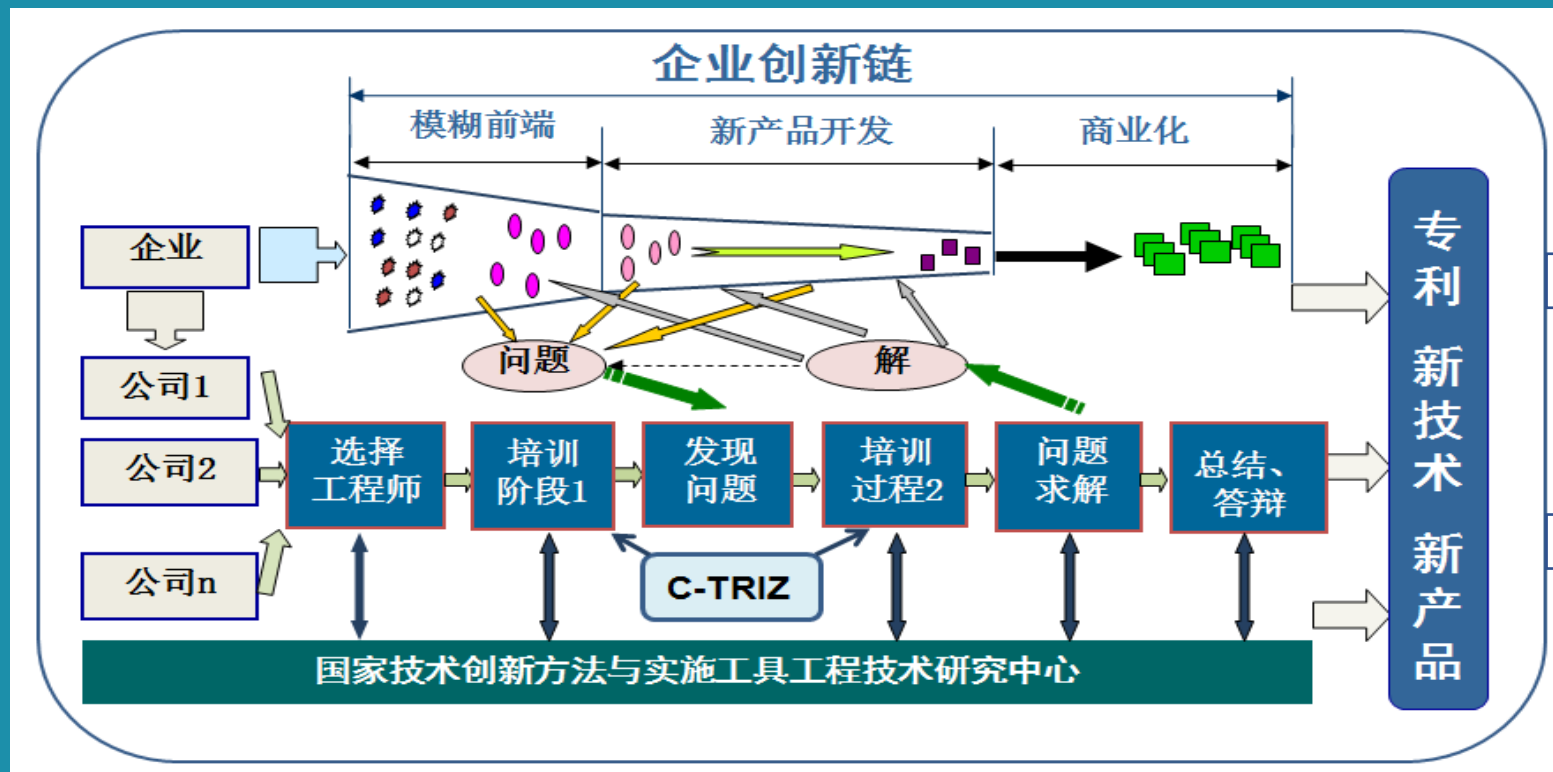 企业创新链
模糊前端
新产品开发
商业化
企业
公司1
公司2
公司n
问题
解
选择
工程师
培训
阶段1
发现
问题
培训
过程2
问题
求解
总结、
答辩
C-TRIZ
国家技术创新方法与实施工具工程技术研究中心
专利
新技术
新产品